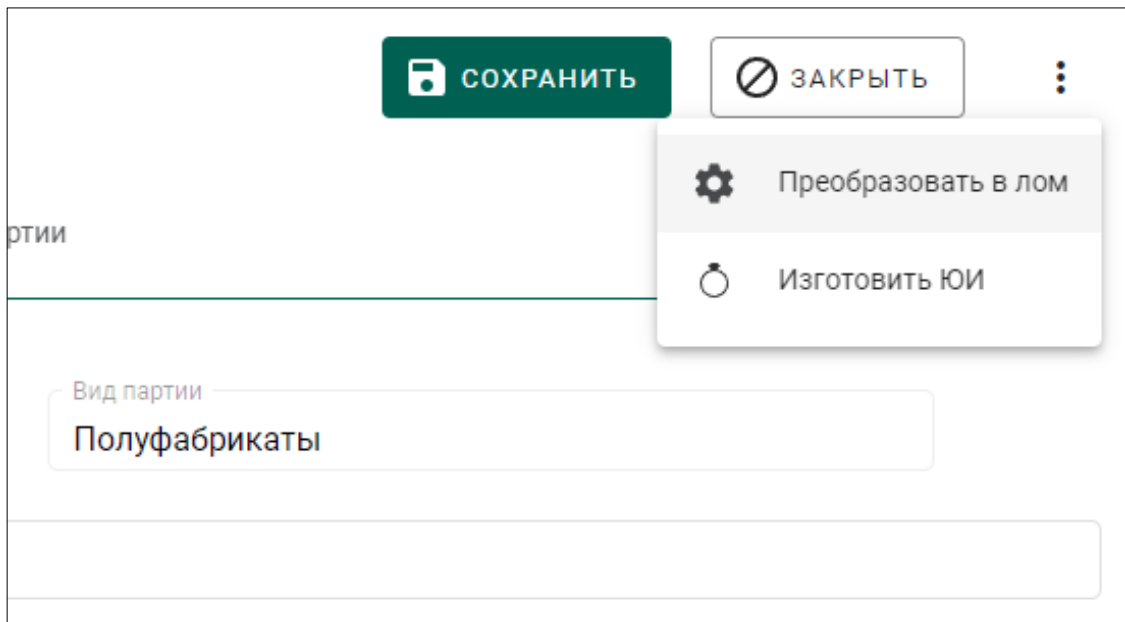 СОХРАНИТЬ
ЗАКРЫТЬ
Преобразовать в лом
ртии
Изготовить ЮИ
Вид партии
Полуфабрикаты